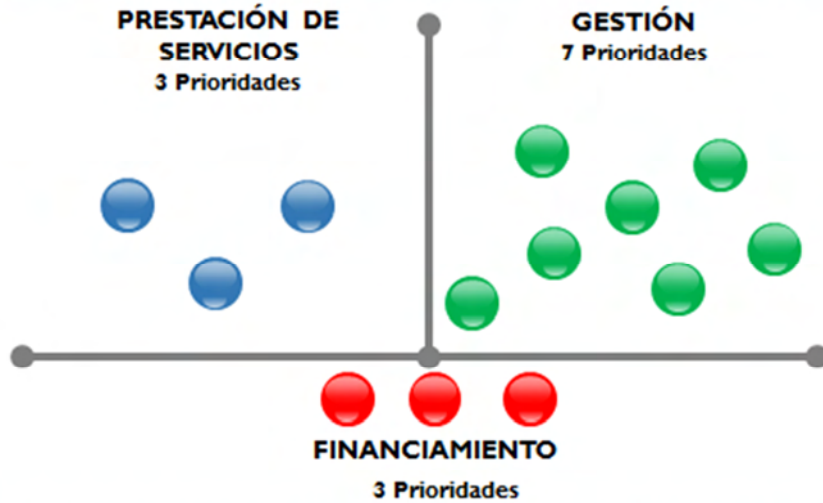 PRESTACIÓN DE
SERVICIOS
3 Prioridades
GESTIÓN
7 Prioridades
FINANCIAMIENTO
3 Prioridades